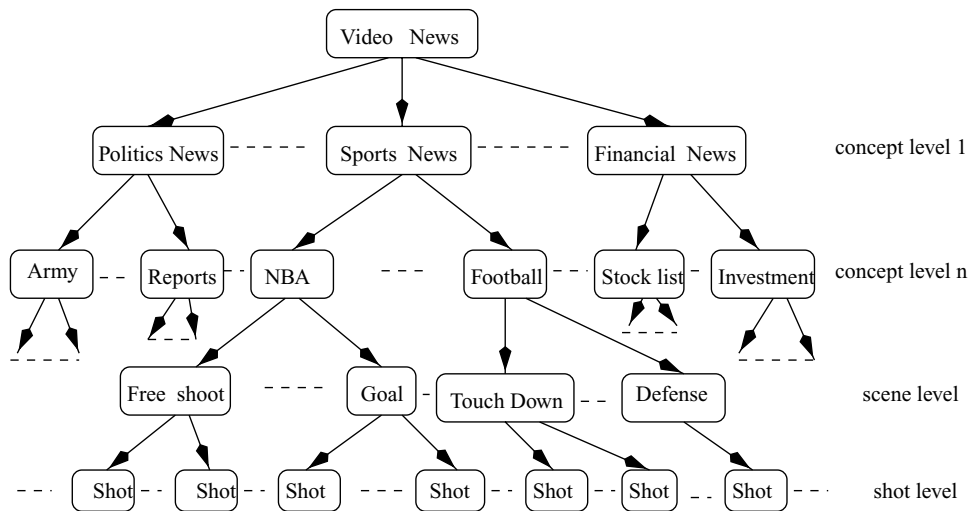 Video News
Politics News Sports News Financial News concept level 1
Army Reports NBA Football Stock list Investment concept level n
Free shoot Goal Touch Down Defense scene level
Shot Shot Shot Shot Shot Shot Shot shot level